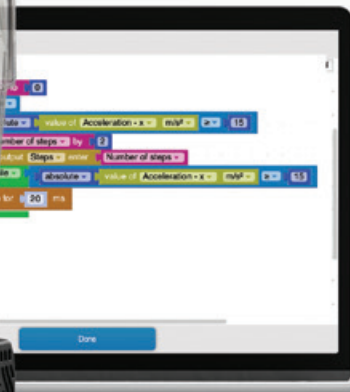 0
absolute value of Acceleration - x m/s² ≥ 15
number of steps by 2
output Steps enter Number of steps
absolute value of Acceleration - x m/s² ≥ 15
for 20 ms
Done